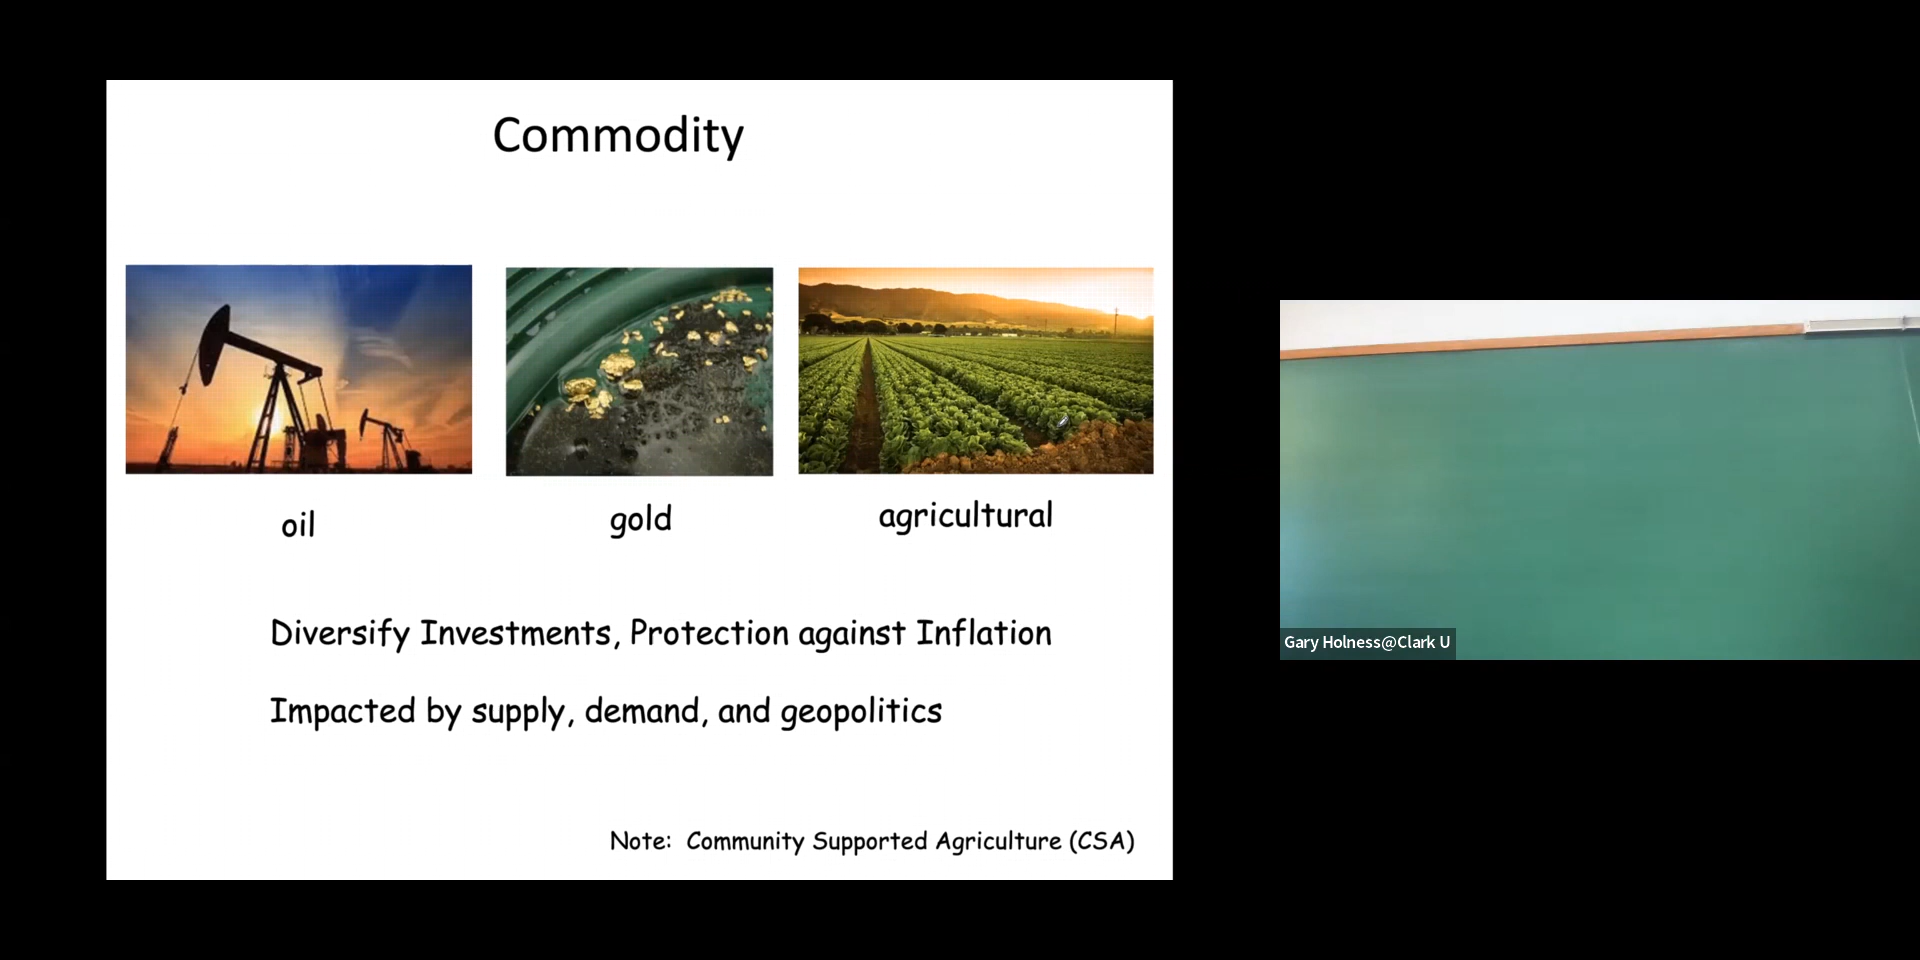 Commodity
oil
gold
agricultural
Diversify Investments, Protection against Inflation
Impacted by supply, demand, and geopolitics
Note: Community Supported Agriculture (CSA)
Gary Holness@Clark U